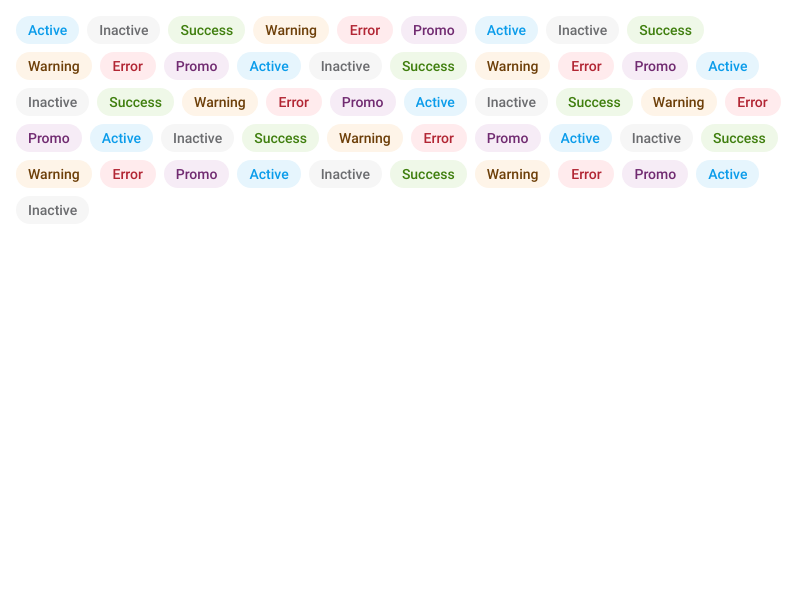 Active Inactive Success Warning Error Promo Active Inactive Success
Warning Error Promo Active Inactive Success Warning Error Promo Active
Inactive Success Warning Error Promo Active Inactive Success Warning Error
Promo Active Inactive Success Warning Error Promo Active Inactive Success
Warning Error Promo Active Inactive Success Warning Error Promo Active
Inactive